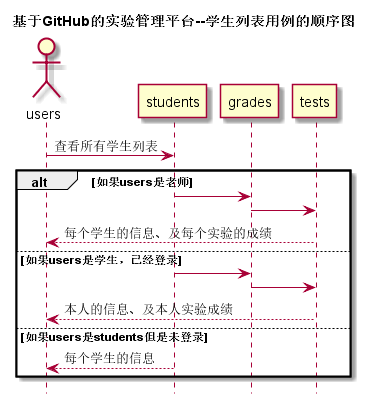 基于GitHub的实验管理平台--学生列表用例的顺序图
users
students
grades
tests
查看所有学生列表
alt
[如果users是老师]
每个学生的信息、及每个实验的成绩
[如果users是学生，已经登录]
本人的信息、及本人实验成绩
[如果users是students但是未登录]
每个学生的信息